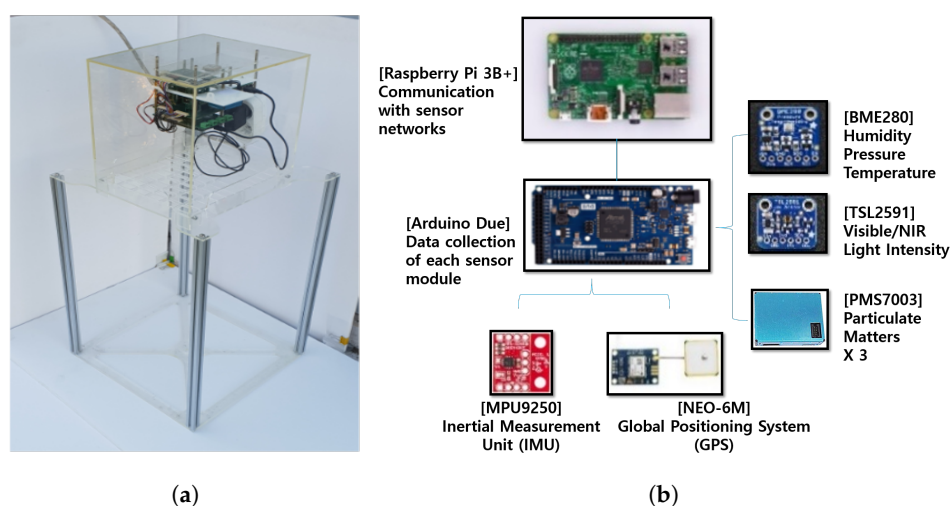 [Raspberry Pi 3B+]
Communication
with sensor
networks
[BME280]
Humidity
Pressure
Temperature
[Arduino Due]
Data collection
of each sensor
module
[TSL2591]
Visible/NIR
Light Intensity
[PMS7003]
Particulate
Matters
X 3
[MPU9250]
Inertial Measurement
Unit (IMU)
[NEO-6M]
Global Positioning System
(GPS)
(a)
(b)